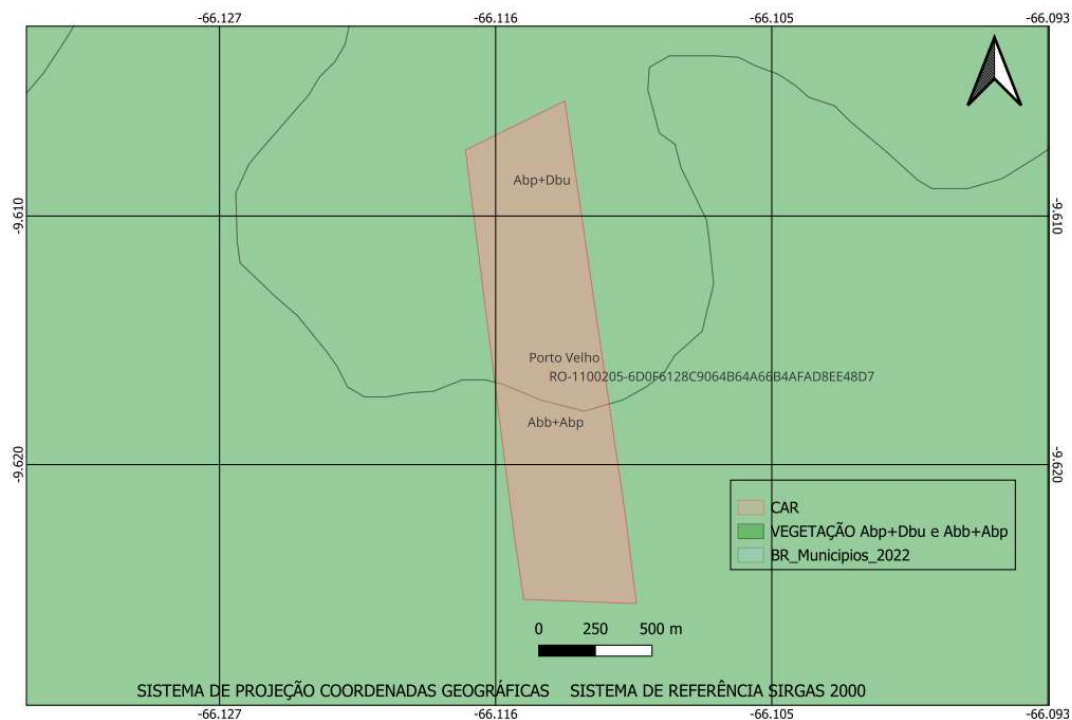 -66.127 -66.116 -66.105 -66.093
Abp+Dbu
-9.610 -9.610
Porto Velho
RO-1100205-6D0F6128C9064B64A66B4AFAD8EE48D7
Abb+Abp
-9.620 -9.620
CAR
VEGETAÇÃO Abp+Dbu e Abb+Abp
BR_Municipios_2022
0 250 500 m
SISTEMA DE PROJEÇÃO COORDENADAS GEOGRÁFICAS SISTEMA DE REFERÊNCIA SIRGAS 2000
-66.127 -66.116 -66.105 -66.093